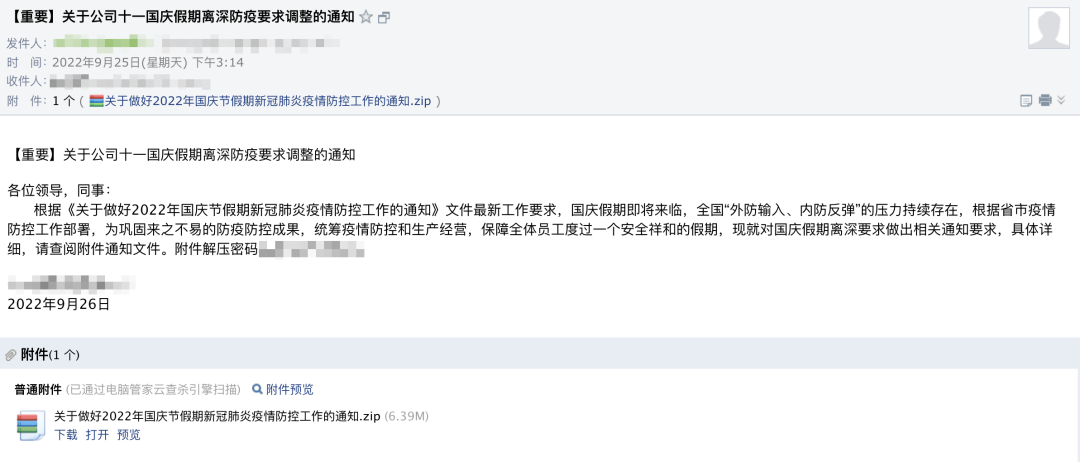 【重要】关于公司十一国庆假期离深防疫要求调整的通知
发件人：
时 间：2022年9月25日(星期天) 下午3:14
收件人：
附 件：1 个 ( 关于做好2022年国庆节假期新冠肺炎疫情防控工作的通知.zip )
【重要】关于公司十一国庆假期离深防疫要求调整的通知
各位领导，同事：
根据《关于做好2022年国庆节假期新冠肺炎疫情防控工作的通知》文件最新工作要求，国庆假期即将来临，全国“外防输入、内防反弹”的压力持续存在，根据省市疫情
防控工作部署，为巩固来之不易的防疫防控成果，统筹疫情防控和生产经营，保障全体员工度过一个安全祥和的假期，现就对国庆假期离深要求做出相关通知要求，具体详
细，请查阅附件通知文件。附件解压密码
2022年9月26日
附件(1 个)
普通附件 (已通过电脑管家云查杀引擎扫描) 附件预览
关于做好2022年国庆节假期新冠肺炎疫情防控工作的通知.zip (6.39M)
下载 打开 预览